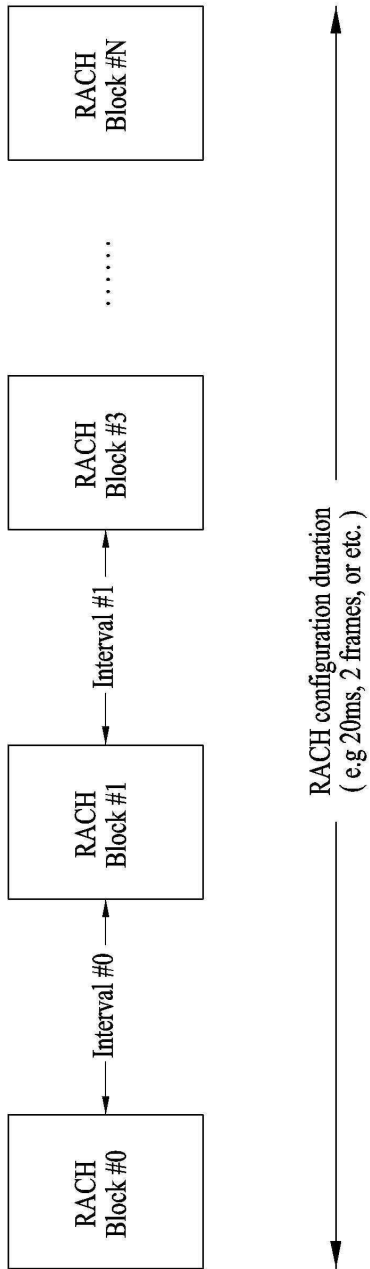 RACH
Block #0
Interval #0
RACH
Block #1
Interval #1
RACH
Block #3
......
RACH
Block #N
RACH configuration duration
( e.g 20ms, 2 frames, or etc. )